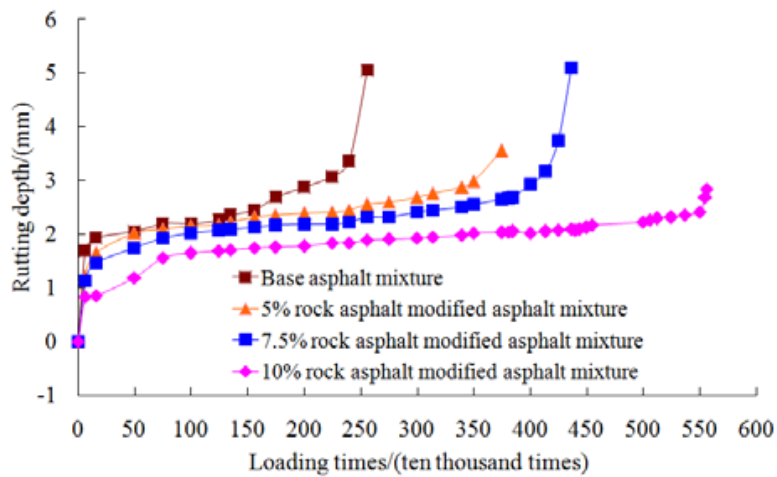 6
5
4
3
2
1
0
-1
Rutting depth/(mm)
Base asphalt mixture
5% rock asphalt modified asphalt mixture
7.5% rock asphalt modified asphalt mixture
10% rock asphalt modified asphalt mixture
0 50 100 150 200 250 300 350 400 450 500 550 600
Loading times/(ten thousand times)